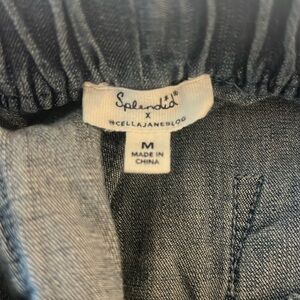 Splendid®
X
@CELLAJANEBLOG
M
MADE IN
CHINA